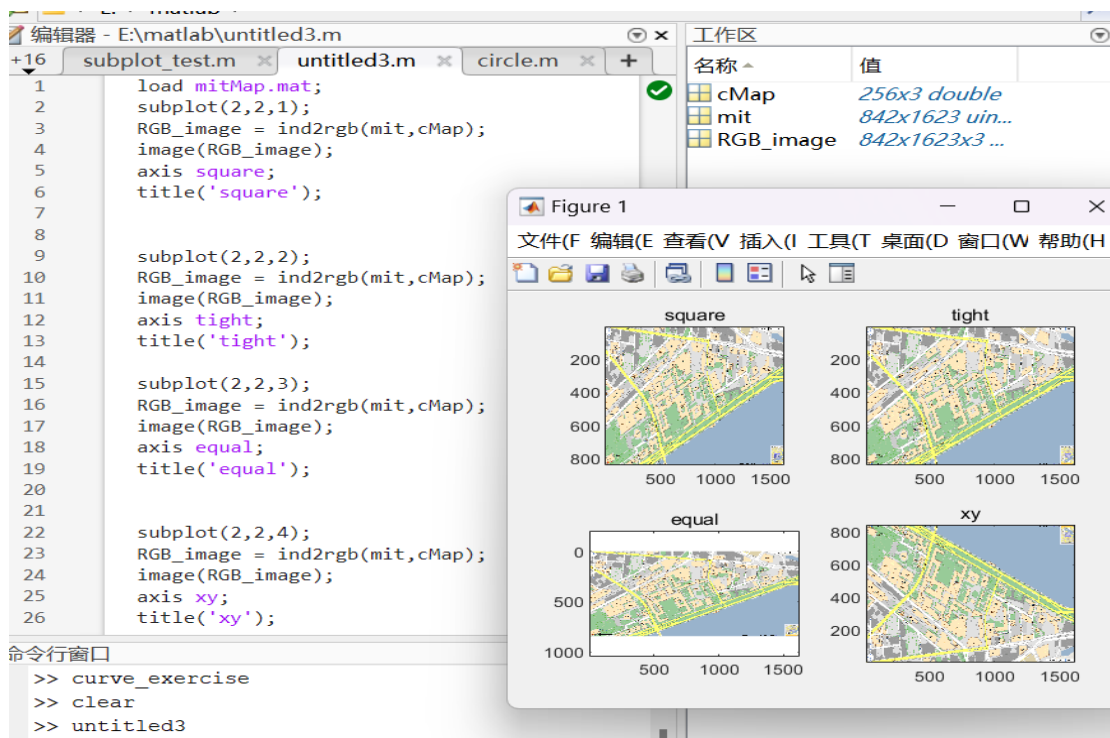 编辑器 - E:\matlab\untitled3.m
+16 subplot_test.m untitled3.m circle.m +
1 load mitMap.mat;
2 subplot(2,2,1);
3 RGB_image = ind2rgb(mit,cMap);
4 image(RGB_image);
5 axis square;
6 title('square');
7
8
9 subplot(2,2,2);
10 RGB_image = ind2rgb(mit,cMap);
11 image(RGB_image);
12 axis tight;
13 title('tight');
14
15 subplot(2,2,3);
16 RGB_image = ind2rgb(mit,cMap);
17 image(RGB_image);
18 axis equal;
19 title('equal');
20
21
22 subplot(2,2,4);
23 RGB_image = ind2rgb(mit,cMap);
24 image(RGB_image);
25 axis xy;
26 title('xy');
命令行窗口
>> curve_exercise
>> clear
>> untitled3
工作区
名称 值
cMap 256x3 double
mit 842x1623 uin...
RGB_image 842x1623x3 ...
Figure 1
文件(F 编辑(E 查看(V 插入(I 工具(T 桌面(D 窗口(W 帮助(H
square
200
400
600
800
500 1000 1500
tight
200
400
600
800
500 1000 1500
equal
0
500
1000
500 1000 1500
xy
800
600
400
200
500 1000 1500